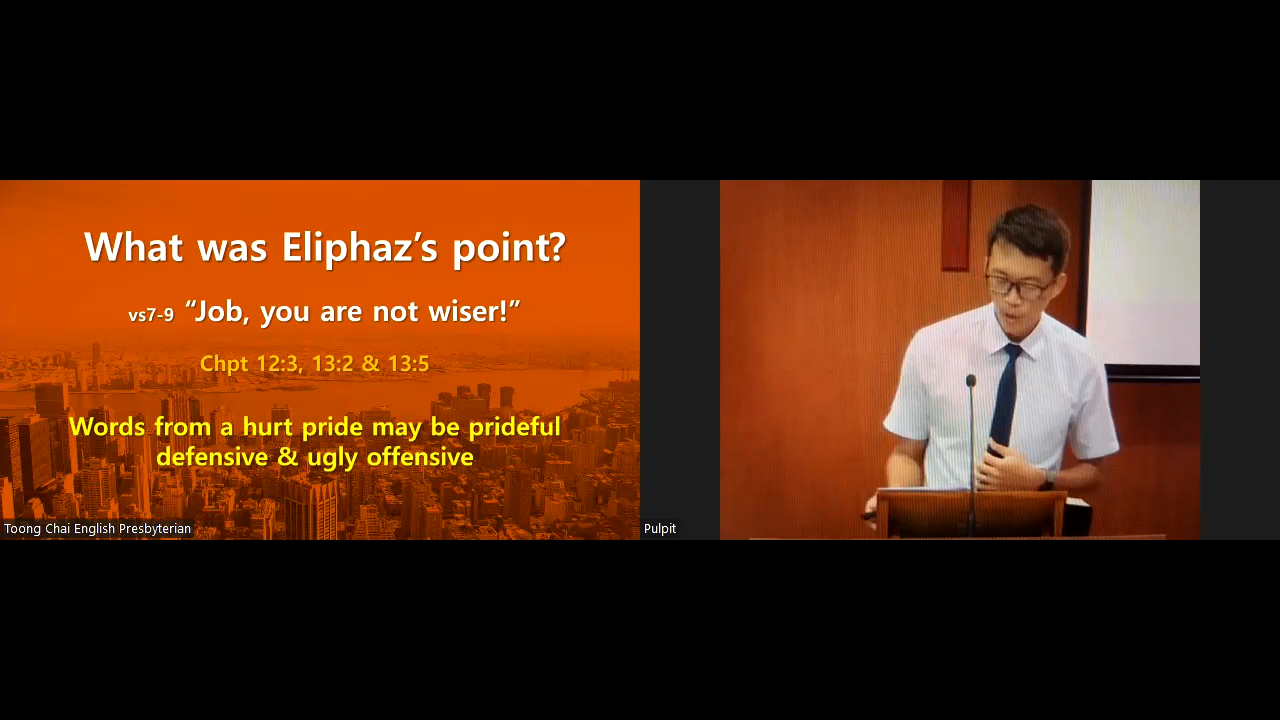 What was Eliphaz’s point?
vs7-9 “Job, you are not wiser!”
Chpt 12:3, 13:2 & 13:5
Words from a hurt pride may be prideful
defensive & ugly offensive
Toong Chai English Presbyterian
Pulpit